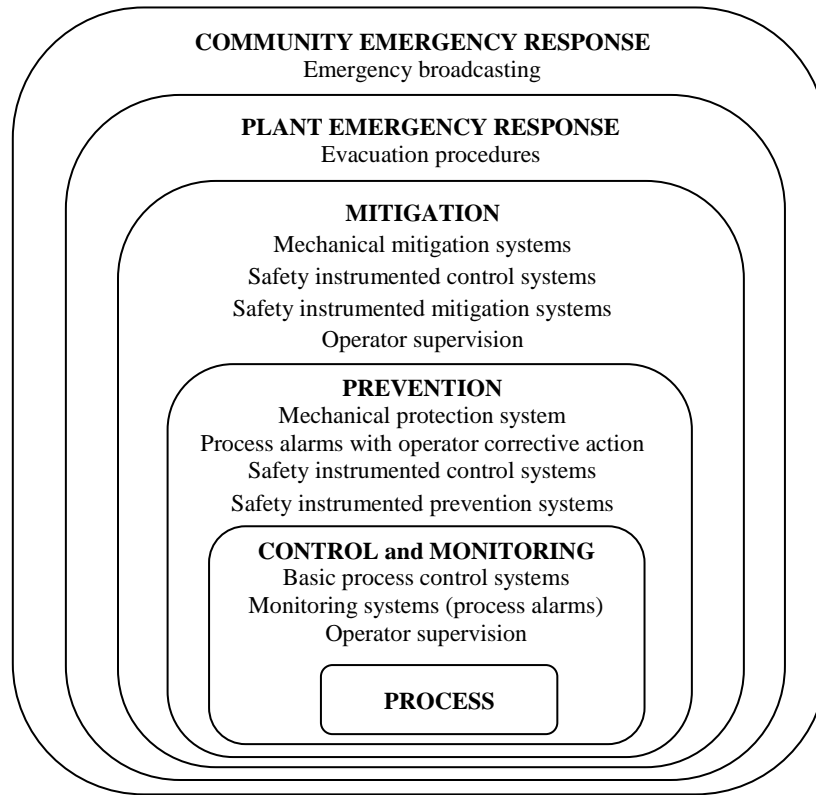 COMMUNITY EMERGENCY RESPONSE
Emergency broadcasting
PLANT EMERGENCY RESPONSE
Evacuation procedures
MITIGATION
Mechanical mitigation systems
Safety instrumented control systems
Safety instrumented mitigation systems
Operator supervision
PREVENTION
Mechanical protection system
Process alarms with operator corrective action
Safety instrumented control systems
Safety instrumented prevention systems
CONTROL and MONITORING
Basic process control systems
Monitoring systems (process alarms)
Operator supervision
PROCESS